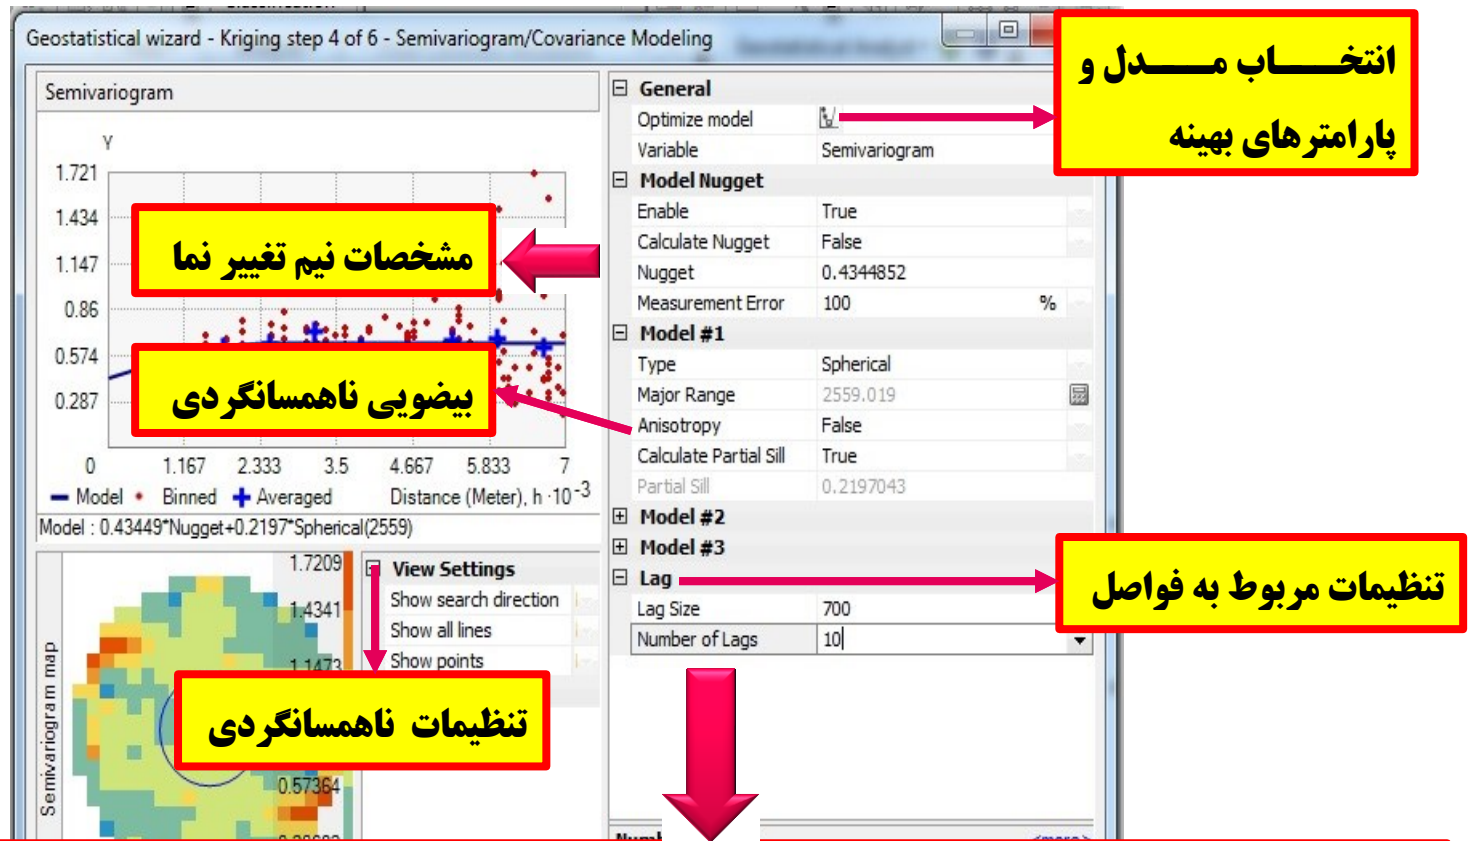 Geostatistical wizard - Kriging step 4 of 6 - Semivariogram/Covariance Modeling
Semivariogram
Y
1.721
1.434
1.147
0.86
0.574
0.287
0 1.167 2.333 3.5 4.667 5.833 7
Model Binned Averaged Distance (Meter), h ·10-3
Model : 0.43449*Nugget+0.2197*Spherical(2559)
مشخصات نیم تغییر نما
بیضویی ناهمسانگردی
Semivariogram map
1.7209
1.4341
1.1473
0.57364
View Settings
Show search direction
Show all lines
Show points
تنظیمات ناهمسانگردی
General
Optimize model
Variable Semivariogram
Model Nugget
Enable True
Calculate Nugget False
Nugget 0.4344852
Measurement Error 100 %
Model #1
Type Spherical
Major Range 2559.019
Anisotropy False
Calculate Partial Sill True
Partial Sill 0.2197043
Model #2
Model #3
Lag
Lag Size 700
Number of Lags 10
انتخاب مدل و
پارامترهای بهینه
تنظیمات مربوط به فواصل